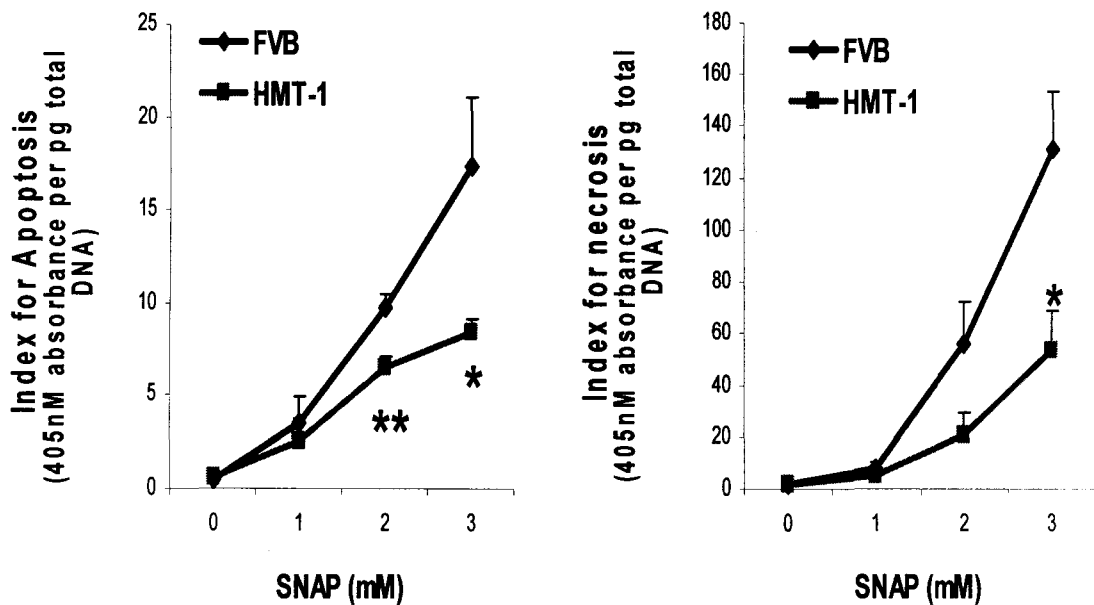 Index for Apoptosis
(405nM absorbance per pg total
DNA)
25
20
15
10
5
0
FVB
HMT-1
**
*
0 1 2 3
SNAP (mM)
Index for necrosis
(405nM absorbance per pg total
DNA)
180
160
140
120
100
80
60
40
20
0
FVB
HMT-1
*
0 1 2 3
SNAP (mM)